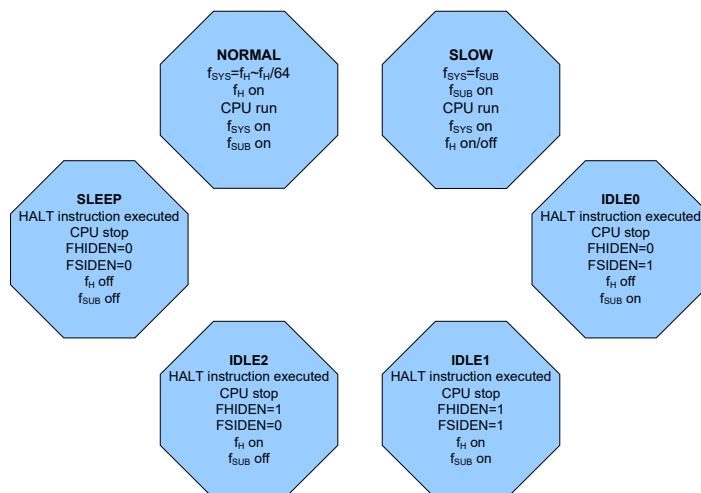 NORMAL
fSYS=fH~fH/64
fH on
CPU run
fSYS on
fSUB on
SLOW
fSYS=fSUB
fSUB on
CPU run
fSYS on
fH on/off
SLEEP
HALT instruction executed
CPU stop
FHIDEN=0
FSIDEN=0
fH off
fSUB off
IDLE0
HALT instruction executed
CPU stop
FHIDEN=0
FSIDEN=1
fH off
fSUB on
IDLE2
HALT instruction executed
CPU stop
FHIDEN=1
FSIDEN=0
fH on
fSUB off
IDLE1
HALT instruction executed
CPU stop
FHIDEN=1
FSIDEN=1
fH on
fSUB on